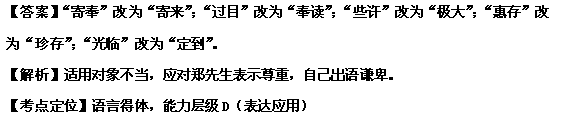 【答案】“寄奉”改为“寄来”；“过目”改为“奉读”；“些许”改为“极大”；“惠存”改
为“珍存”；“光临”改为“定到”。
【解析】适用对象不当，应对郑先生表示尊重，自己出语谦卑。
【考点定位】语言得体，能力层级 D（表达应用）